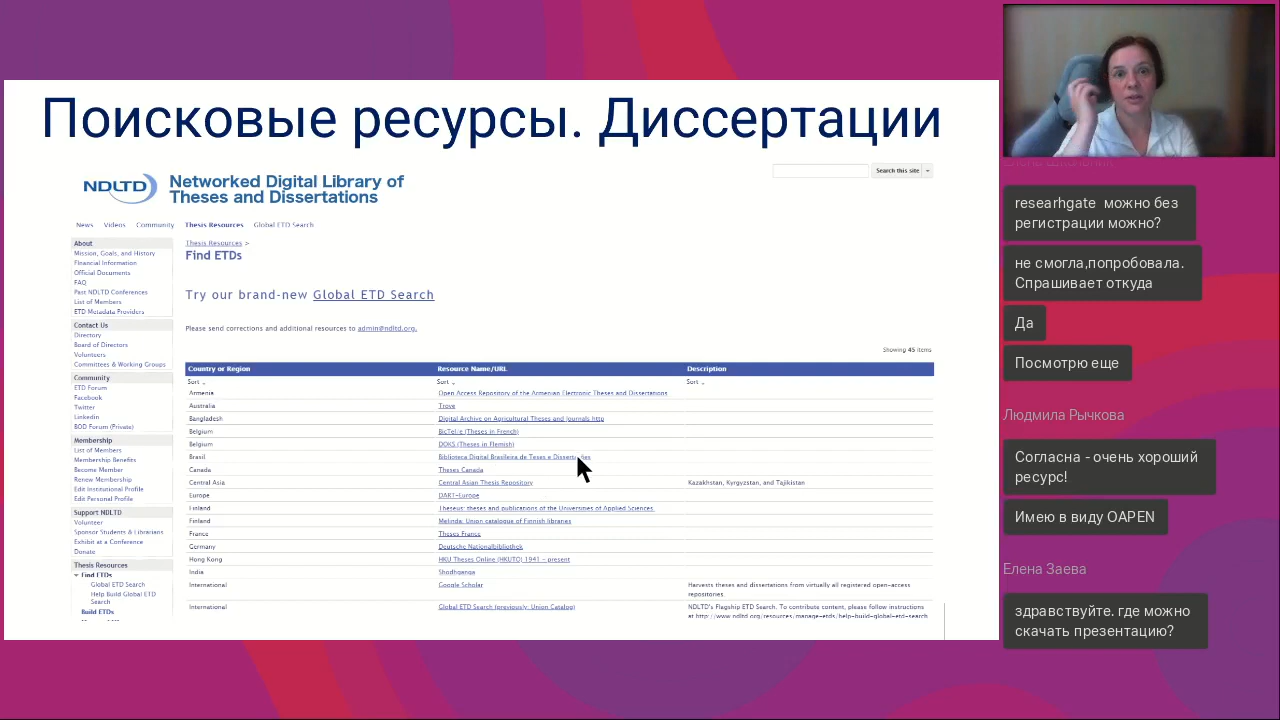 Поисковые ресурсы. Диссертации
NDLTD
Networked Digital Library of
Theses and Dissertations
Search this site
News Videos Community Thesis Resources Global ETD Search
About
Mission, Goals, and History
Financial Information
Official Documents
FAQ
Past NDLTD Conferences
List of Members
ETD Metadata Providers
Contact Us
Directory
Board of Directors
Volunteers
Committees & Working Groups
Community
ETD Forum
Facebook
Twitter
Linkedin
BOD Forum (Private)
Membership
List of Members
Membership Benefits
Become Member
Renew Membership
Edit Institutional Profile
Edit Personal Profile
Support NDLTD
Volunteer
Sponsor Students & Librarians
Exhibit at a Conference
Donate
Thesis Resources
Find ETDs
Global ETD Search
Help Build Global ETD
Search
Build ETDs
Thesis Resources >
Find ETDs
Try our brand-new Global ETD Search
Please send corrections and additional resources to admin@ndltd.org.
Showing 45 items
Country or Region Resource Name/URL Description
Sort Sort Sort
Armenia Open Access Repository of the Armenian Electronic Theses and Dissertations
Australia Trove
Bangladesh Digital Archive on Agricultural Theses and Journals http
Belgium BicTel/e (Theses in French)
Belgium DOKS (Theses in Flemish)
Brasil Biblioteca Digital Brasileira de Teses e
Canada Theses Canada
Central Asia Central Asian Thesis Repository Kazakhstan, Kyrgyzstan, and Tajikistan
Europe DART-Europe
Finland Theseus: theses and publications of the Universities of Applied Sciences
Finland Melinda: Union catalogue of Finnish libraries
France Theses France
Germany Deutsche Nationalbibliothek
Hong Kong HKU Theses Online (HKUTO) 1941 – present
India Shodhganga
International Google Scholar Harvests theses and dissertations from virtually all registered open-access
repositories.
International Global ETD Search (previously: Union Catalog) NDLTD's Flagship ETD Search. To contribute content, please follow instructions
at http://www.ndltd.org/resources/manage-etds/help-build-global-etd-search
researhgate можно без
регистрации можно?
не смогла,попробовала.
Спрашивает откуда
Да
Посмотрю еще
Людмила Рычкова
Согласна - очень хороший
ресурс!
Имею в виду OAPEN
Елена Заева
здравствуйте. где можно
скачать презентацию?